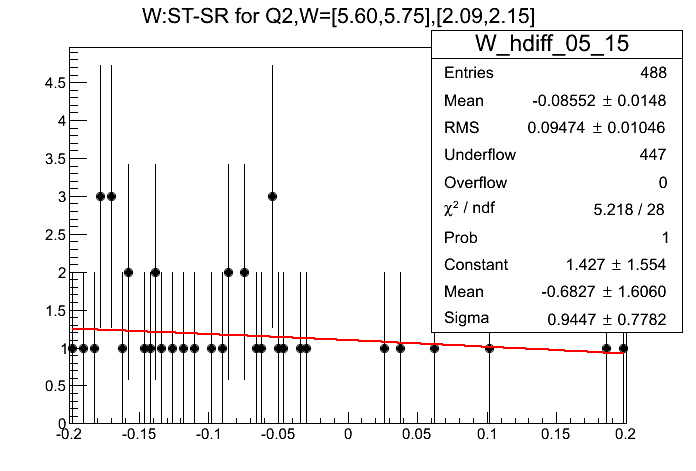 W:ST-SR for Q2,W=[5.60,5.75],[2.09,2.15]
W_hdiff_05_15
Entries 488
Mean -0.08552 ± 0.0148
RMS 0.09474 ± 0.01046
Underflow 447
Overflow 0
χ² / ndf 5.218 / 28
Prob 1
Constant 1.427 ± 1.554
Mean -0.6827 ± 1.6060
Sigma 0.9447 ± 0.7782
4.5
4
3.5
3
2.5
2
1.5
1
0.5
0
-0.2 -0.15 -0.1 -0.05 0 0.05 0.1 0.15 0.2